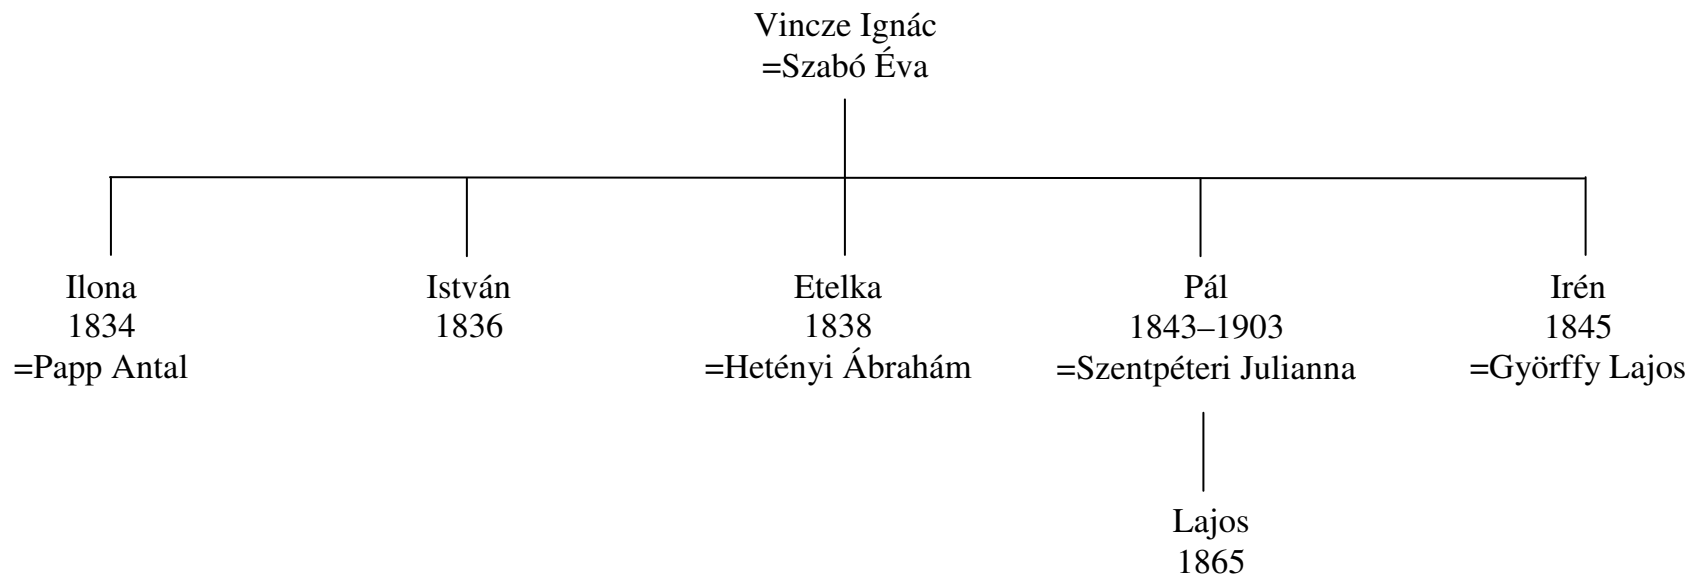 Vincze Ignác
=Szabó Éva
Ilona
1834
=Papp Antal
István
1836
Etelka
1838
=Hetényi Ábrahám
Pál
1843–1903
=Szentpéteri Julianna
Irén
1845
=Györffy Lajos
Lajos
1865